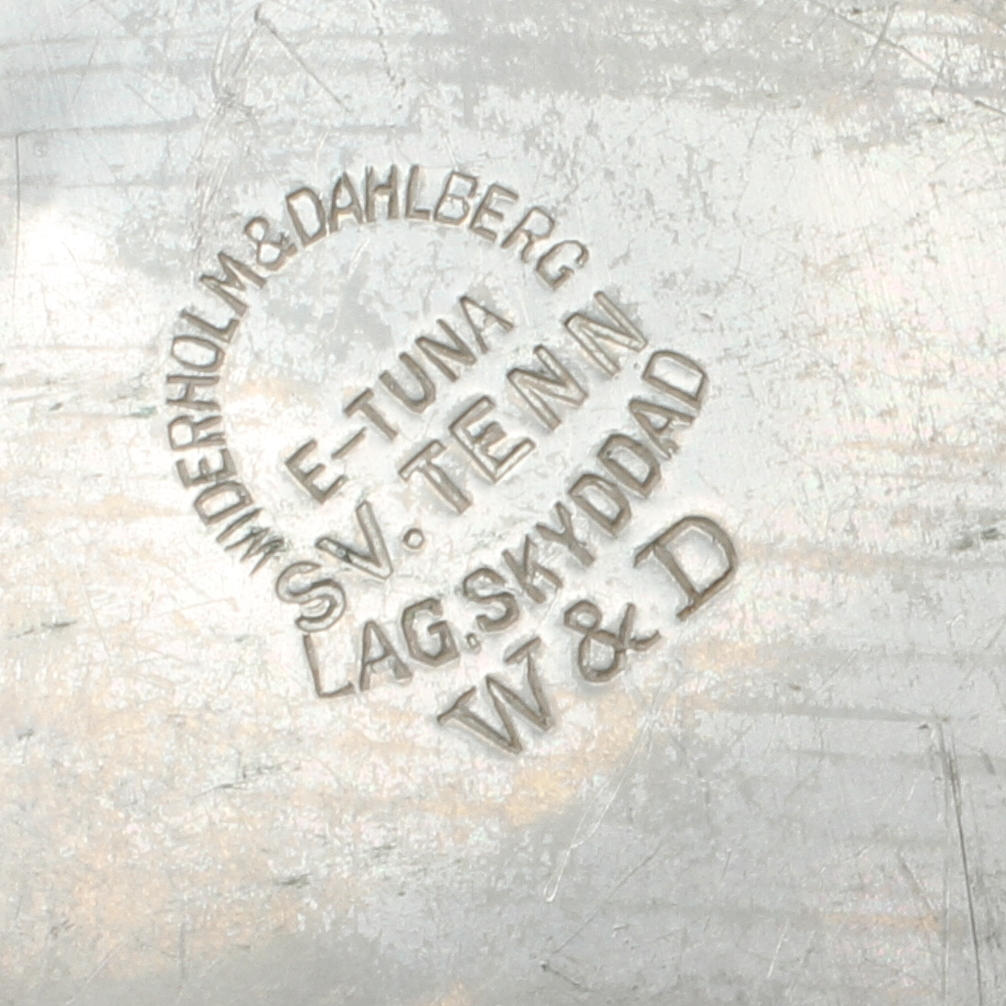 WIDERHOLM & DAHLBERG
E-TUNA
SV. TENN
LAG. SKYDDAD
W & D